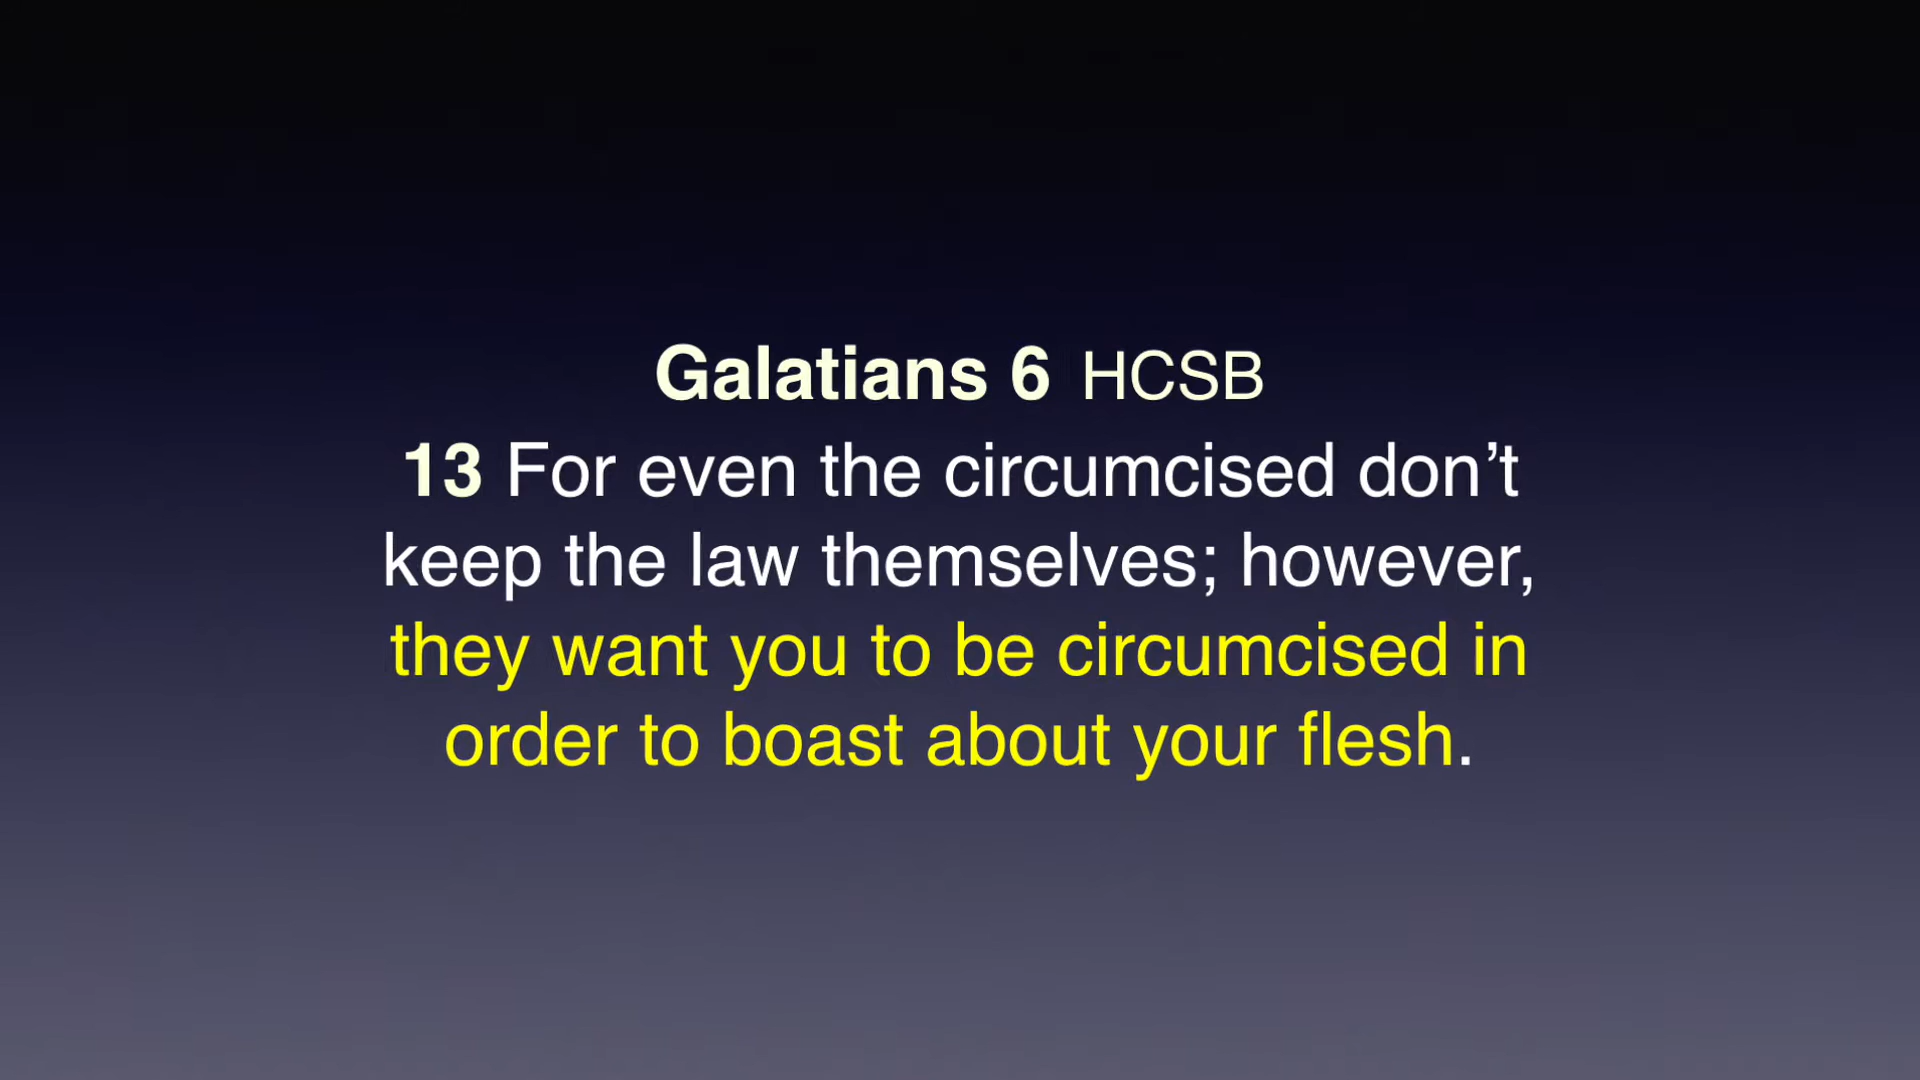 Galatians 6 HCSB
13 For even the circumcised don’t
keep the law themselves; however,
they want you to be circumcised in
order to boast about your flesh.